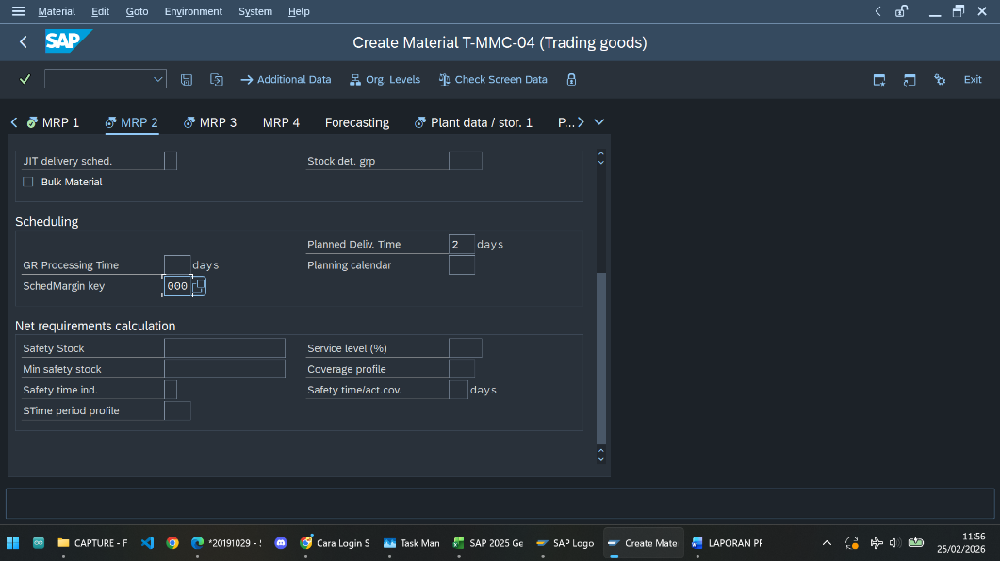 Material Edit Goto Environment System Help
SAP
Create Material T-MMC-04 (Trading goods)
Additional Data Org. Levels Check Screen Data Exit
MRP 1 MRP 2 MRP 3 MRP 4 Forecasting Plant data / stor. 1 P...
JIT delivery sched. Stock det. grp
Bulk Material
Scheduling
Planned Deliv. Time 2 days
GR Processing Time days Planning calendar
SchedMargin key 000
Net requirements calculation
Safety Stock Service level (%)
Min safety stock Coverage profile
Safety time ind. Safety time/act.cov. days
STime period profile
CAPTURE - F *20191029 - S Cara Login S Task Man SAP 2025 Ge SAP Logo Create Mate LAPORAN PF
11:56
25/02/2026